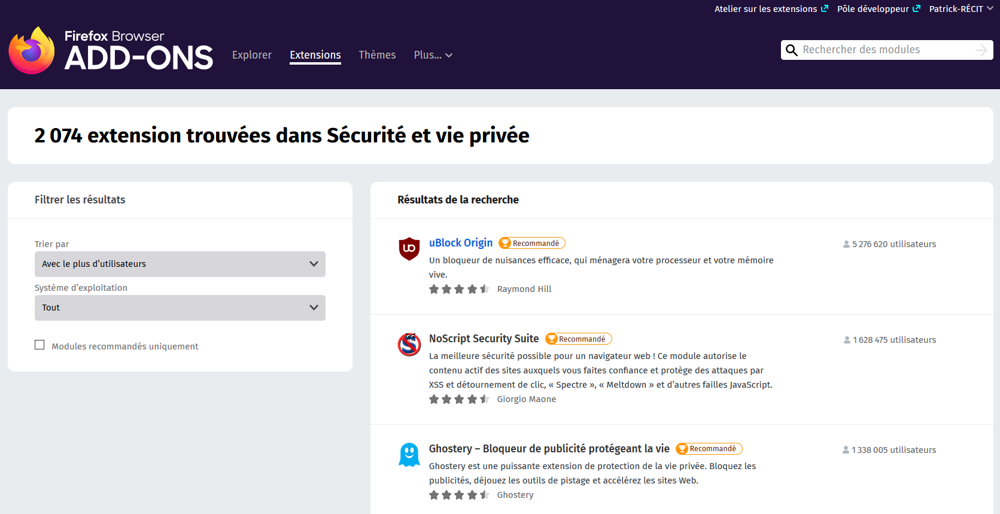 Atelier sur les extensions
Pôle développeur
Patrick-RÉCIT
Firefox Browser
ADD-ONS
Explorer
Extensions
Thèmes
Plus...
Rechercher des modules
2 074 extension trouvées dans Sécurité et vie privée
Filtrer les résultats
Trier par
Avec le plus d’utilisateurs
Système d’exploitation
Tout
Modules recommandés uniquement
Résultats de la recherche
uBlock Origin
Recommandé
5 276 620 utilisateurs
Un bloqueur de nuisances efficace, qui ménagera votre processeur et votre mémoire
vive.
Raymond Hill
NoScript Security Suite
Recommandé
1 628 475 utilisateurs
La meilleure sécurité possible pour un navigateur web ! Ce module autorise le
contenu actif des sites auxquels vous faites confiance et protège des attaques par
XSS et détournement de clic, « Spectre », « Meltdown » et d’autres failles JavaScript.
Giorgio Maone
Ghostery – Bloqueur de publicité protégeant la vie
Recommandé
1 338 005 utilisateurs
Ghostery est une puissante extension de protection de la vie privée. Bloquez les
publicités, déjouez les outils de pistage et accélérez les sites Web.
Ghostery